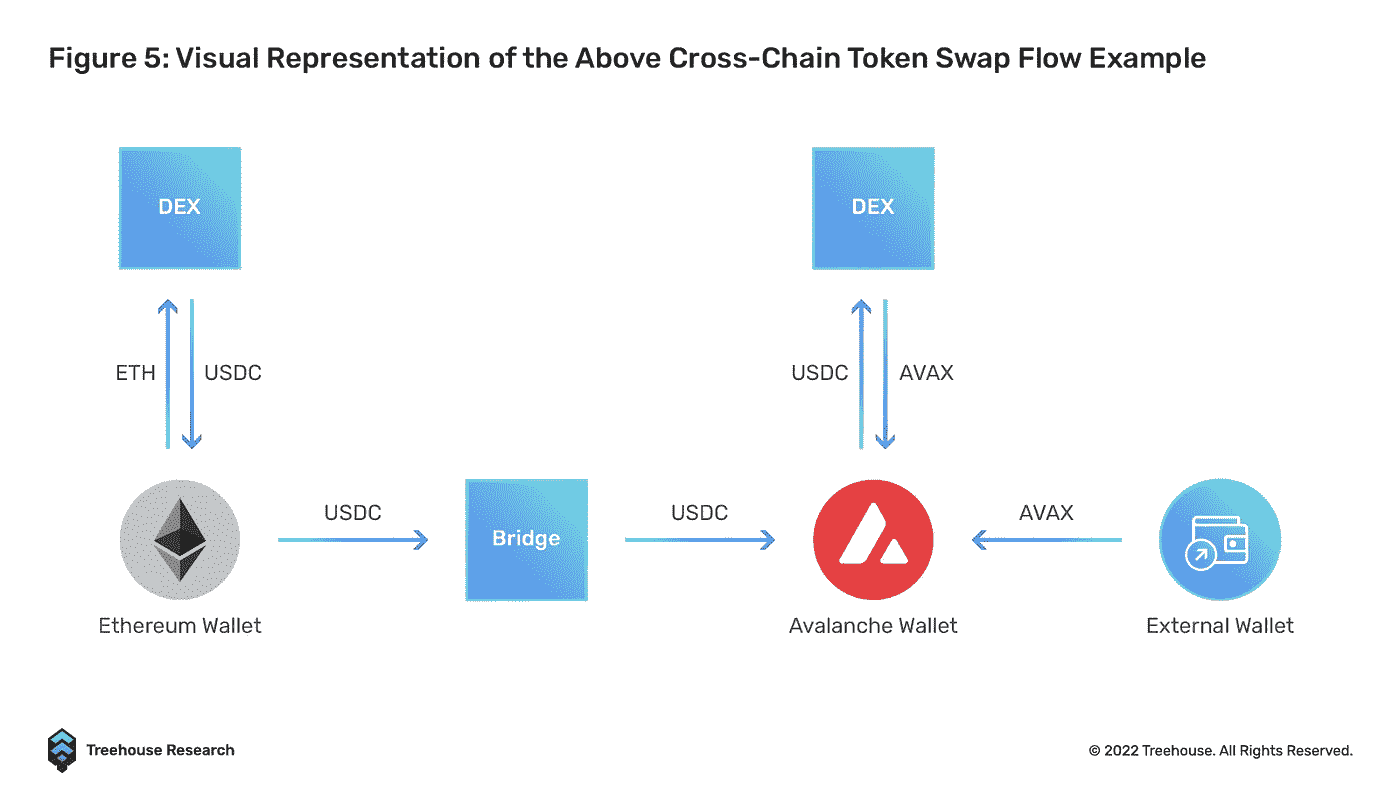 Figure 5: Visual Representation of the Above Cross-Chain Token Swap Flow Example
DEX
DEX
ETH
USDC
USDC
AVAX
USDC
Bridge
USDC
AVAX
Ethereum Wallet
Avalanche Wallet
External Wallet
Treehouse Research
© 2022 Treehouse. All Rights Reserved.